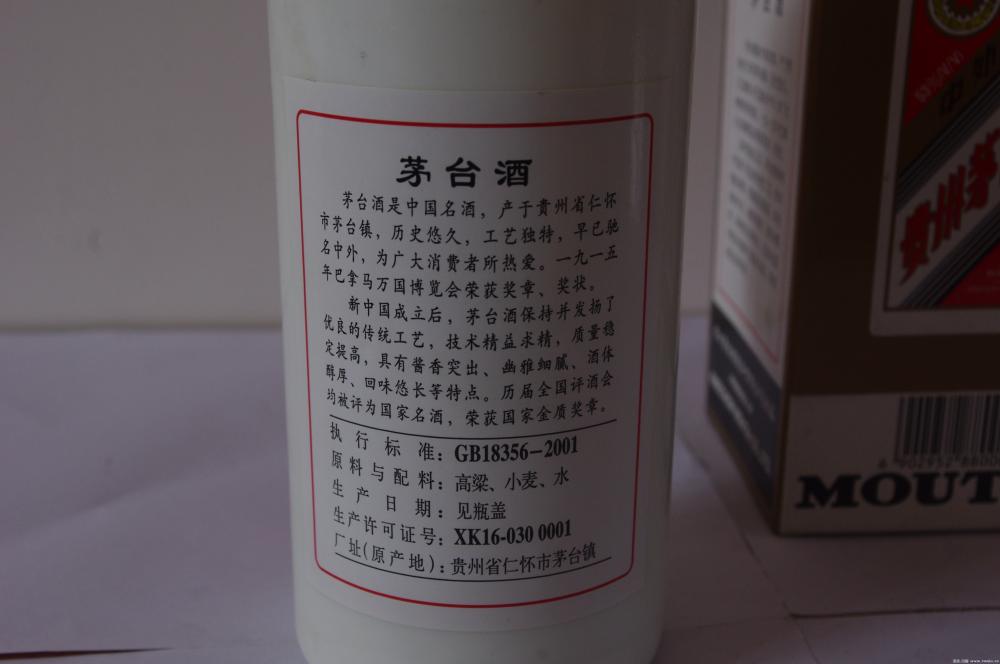 茅台酒
茅台酒是中国名酒，产于贵州省仁怀
市茅台镇，历史悠久，工艺独特，早已驰
名中外，为广大消费者所热爱。一九一五
年巴拿马万国博览会荣获奖章、奖状。
新中国成立后，茅台酒保持并发扬了
优良的传统工艺，技术精益求精，质量稳
定提高，具有酱香突出、幽雅细腻、酒体
醇厚、回味悠长等特点。历届全国评酒会
均被评为国家名酒，荣获国家金质奖章。
执行标准：GB18356-2001
原料与配料：高粱、小麦、水
生产日期：见瓶盖
生产许可证号：XK16-030 0001
厂址(原产地)：贵州省仁怀市茅台镇
53%(V/V)
中
贵州茅
6 902952 880
MOUT